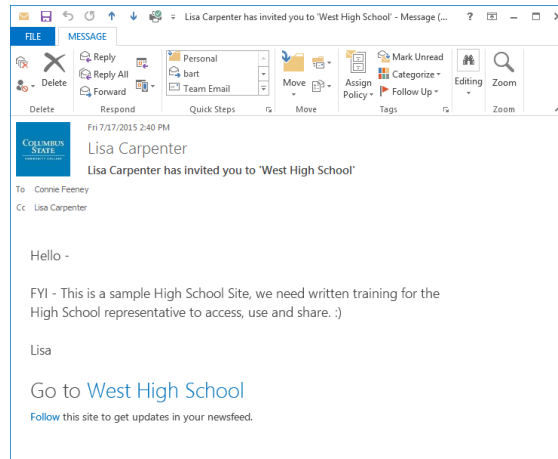 Lisa Carpenter has invited you to 'West High School' - Message (...
FILE MESSAGE
Delete
Reply
Reply All
Forward
Personal
bart
Team Email
Move
Assign Policy
Mark Unread
Categorize
Follow Up
Editing
Zoom
Delete Respond Quick Steps Move Tags Zoom
COLUMBUS
STATE
COMMUNITY COLLEGE
Fri 7/17/2015 2:40 PM
Lisa Carpenter
Lisa Carpenter has invited you to 'West High School'
To Connie Feeney
Cc Lisa Carpenter
Hello -
FYI - This is a sample High School Site, we need written training for the
High School representative to access, use and share. :)
Lisa
Go to West High School
Follow this site to get updates in your newsfeed.